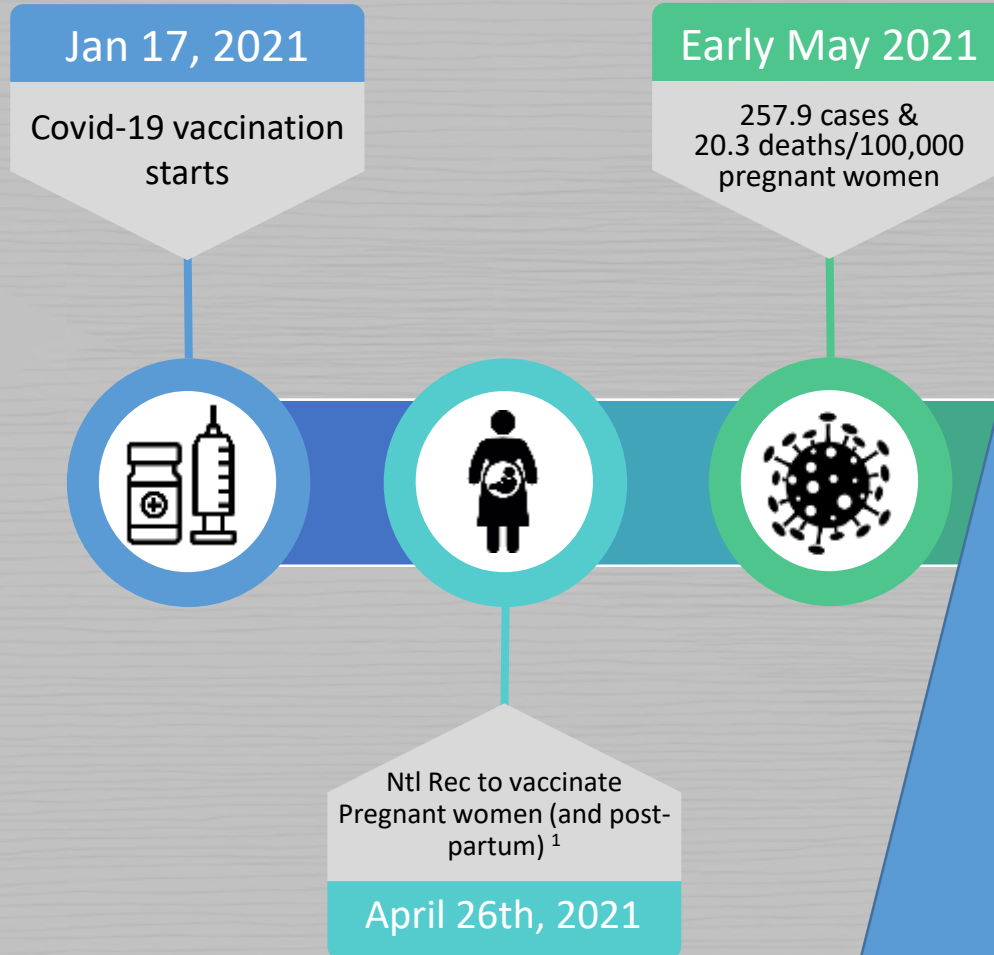 Jan 17, 2021
Covid-19 vaccination
starts
Ntl Rec to vaccinate
Pregnant women (and post-
partum) ¹
April 26th, 2021
Early May 2021
257.9 cases &
20.3 deaths/100,000
pregnant women